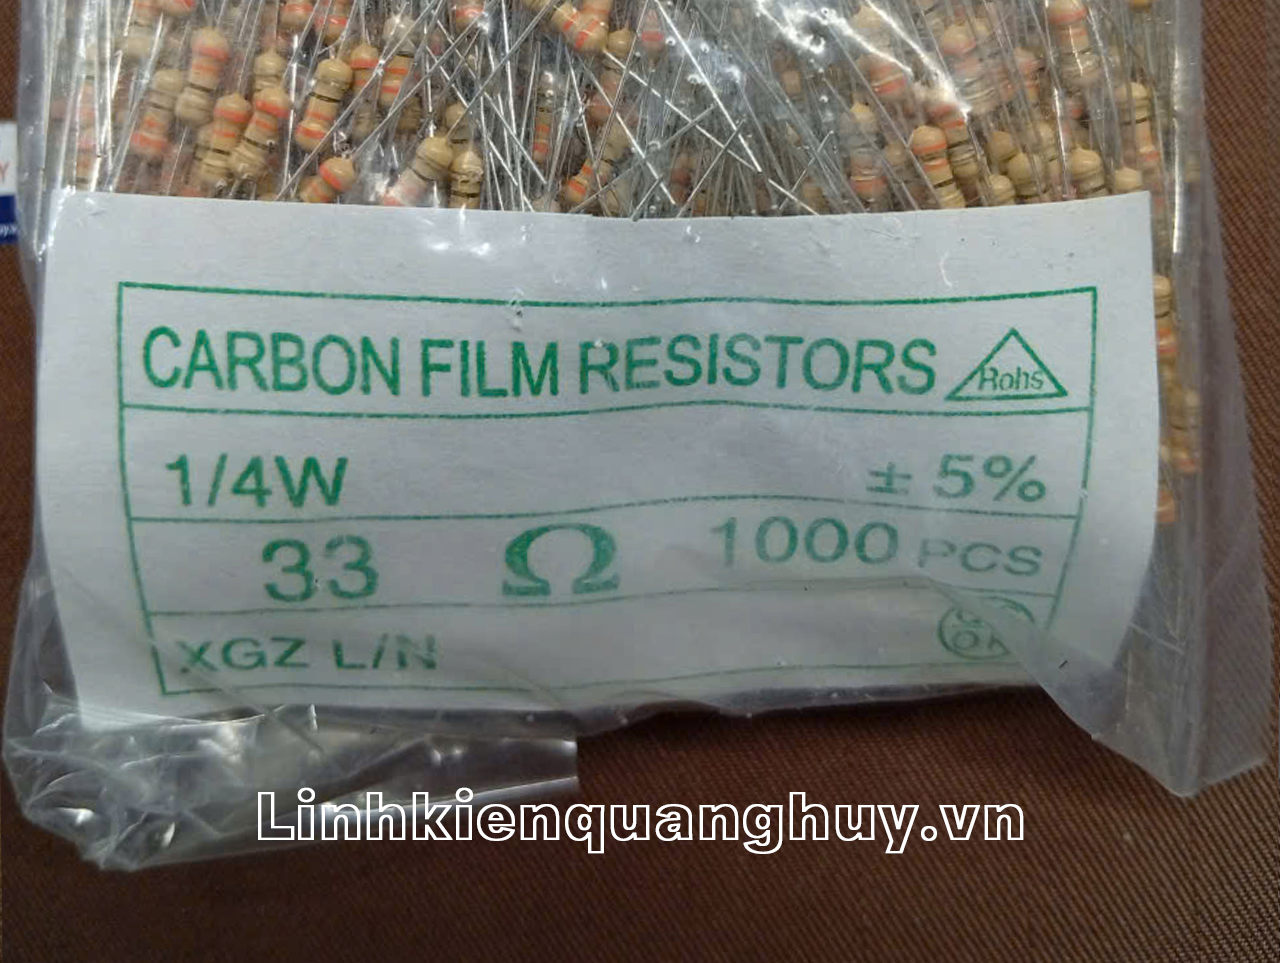 CARBON FILM RESISTORS
Rohs
1/4W ± 5%
33 Ω 1000 PCS
XGZ L/N
Linhkienquanghuy.vn